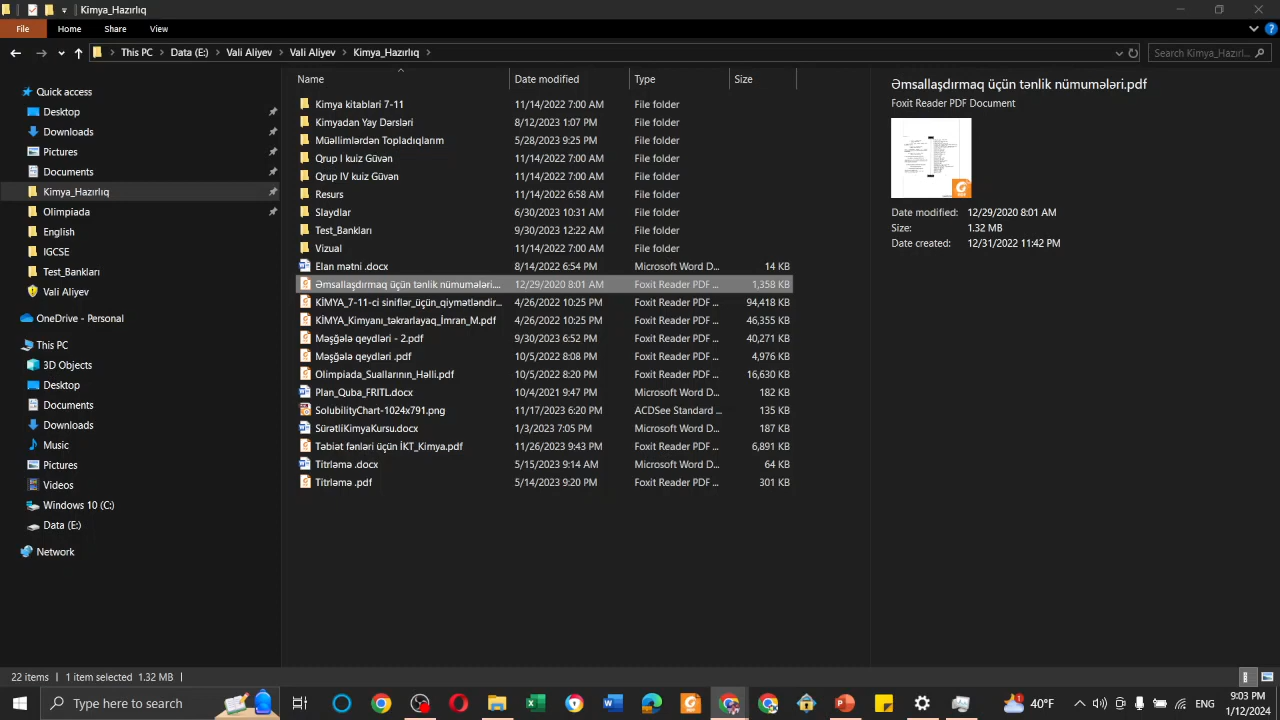 Kimya_Hazırlıq
File Home Share View
This PC Data (E:) Vali Aliyev Vali Aliyev Kimya_Hazırlıq
Search Kimya_Hazırl...
Name Date modified Type Size
Quick access
Desktop
Downloads
Pictures
Documents
Kimya_Hazırlıq
Olimpiada
English
IGCSE
Test_Bankları
Vali Aliyev
OneDrive - Personal
This PC
3D Objects
Desktop
Documents
Downloads
Music
Pictures
Videos
Windows 10 (C:)
Data (E:)
Network
Kimya kitablari 7-11 11/14/2022 7:00 AM File folder
Kimyadan Yay Dərsləri 8/12/2023 1:07 PM File folder
Müəllimlərdən Topladıqlarım 5/28/2023 9:25 PM File folder
11/14/2022 7:00 AM File folder
Qrup IV kuiz Cavan 11/14/2022 7:00 AM File folder
Resurs 11/14/2022 6:58 AM File folder
Slaydlar 6/30/2023 10:31 AM File folder
Test_Bankları 9/30/2023 12:22 AM File folder
Vizual 11/14/2022 7:00 AM File folder
Elan mətni .docx 8/14/2022 6:54 PM Microsoft Word D... 14 KB
Əmsallaşdırmaq üçün tənlik nümumələri.... 12/29/2020 8:01 AM Foxit Reader PDF ... 1,358 KB
KİMYA_7-11-ci siniflər_üçün_qiymətləndir... 4/26/2022 10:25 PM Foxit Reader PDF ... 94,418 KB
KİMYA_Kimyanı_təkrarlayaq_İmran_M.pdf 4/26/2022 10:25 PM Foxit Reader PDF ... 46,355 KB
Məşğələ qeydləri - 2.pdf 9/30/2023 6:52 PM Foxit Reader PDF ... 40,271 KB
Məşğələ qeydləri .pdf 10/5/2022 8:08 PM Foxit Reader PDF ... 4,976 KB
Olimpiada_Suallarının_Həlli.pdf 10/5/2022 8:20 PM Foxit Reader PDF ... 16,630 KB
Plan_Quba_FRITL.docx 10/4/2021 9:47 PM Microsoft Word D... 182 KB
SolubilityChart-1024x791.png 11/17/2023 6:20 PM ACDSee Standard ... 135 KB
SürətliKimyaKursu.docx 1/3/2023 7:05 PM Microsoft Word D... 187 KB
Təbiət fənləri üçün İKT_Kimya.pdf 11/26/2023 9:43 PM Foxit Reader PDF ... 6,891 KB
Titrləmə .docx 5/15/2023 9:14 AM Microsoft Word D... 64 KB
Titrləmə .pdf 5/14/2023 9:20 PM Foxit Reader PDF ... 301 KB
Əmsallaşdırmaq üçün tənlik nümumələri.pdf
Foxit Reader PDF Document
Date modified: 12/29/2020 8:01 AM
Size: 1.32 MB
Date created: 12/31/2022 11:42 PM
22 items 1 item selected 1.32 MB
Type here to search
40°F
ENG
9:03 PM
1/12/2024